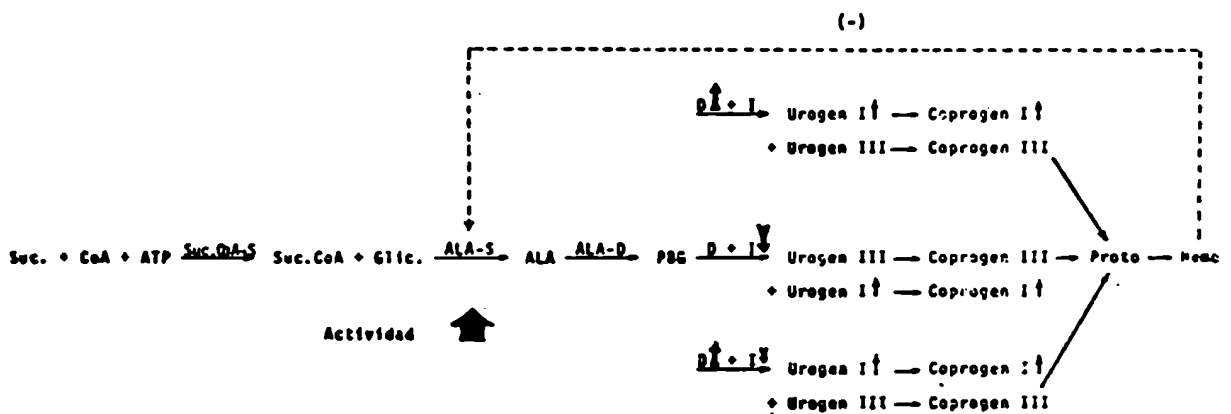 (-)
D + I → Urogen I↑ → Coprogen I↑
+ Urogen III → Coprogen III
Suc. + CoA + ATP Suc.CoA-S → Suc.CoA + Glic. ALA-S → ALA ALA-D → PBG D + I → Urogen III → Coprogen III → Proto → Hemo
+ Urogen I↑ → Coprogen I↑
Actividad
D + I → Urogen I↑ → Coprogen I↑
+ Urogen III → Coprogen III